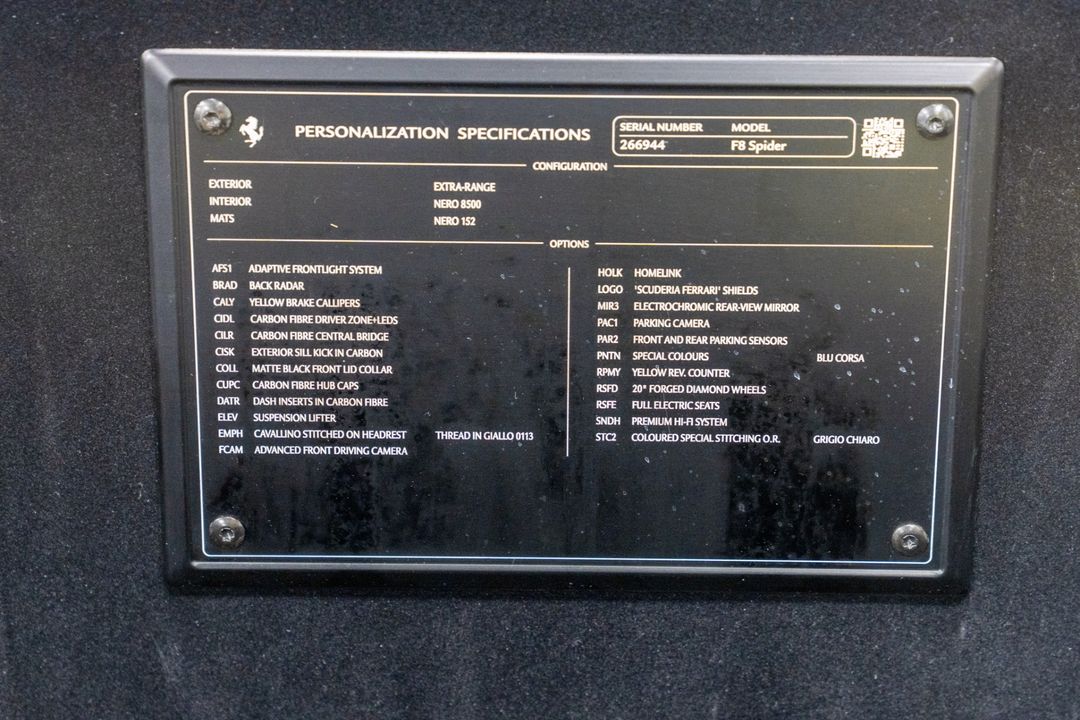 PERSONALIZATION SPECIFICATIONS
SERIAL NUMBER MODEL
266944 F8 Spider
CONFIGURATION
EXTERIOR EXTRA-RANGE
INTERIOR NERO 8500
MATS NERO 152
OPTIONS
AFS1 ADAPTIVE FRONTLIGHT SYSTEM
BRAD BACK RADAR
CALY YELLOW BRAKE CALLIPERS
CIDL CARBON FIBRE DRIVER ZONE+LEDS
CILR CARBON FIBRE CENTRAL BRIDGE
CISK EXTERIOR SILL KICK IN CARBON
COLL MATTE BLACK FRONT LID COLLAR
CUPC CARBON FIBRE HUB CAPS
DATR DASH INSERTS IN CARBON FIBRE
ELEV SUSPENSION LIFTER
EMPH CAVALLINO STITCHED ON HEADREST THREAD IN GIALLO 0113
FCAM ADVANCED FRONT DRIVING CAMERA
HOLK HOMELINK
LOGO 'SCUDERIA FERRARI' SHIELDS
MIR3 ELECTROCHROMIC REAR-VIEW MIRROR
PAC1 PARKING CAMERA
PAR2 FRONT AND REAR PARKING SENSORS
PNTN SPECIAL COLOURS BLU CORSA
RPMY YELLOW REV. COUNTER
RSFD 20" FORGED DIAMOND WHEELS
RSFE FULL ELECTRIC SEATS
SNDH PREMIUM HI-FI SYSTEM
STC2 COLOURED SPECIAL STITCHING O.R. GRIGIO CHIARO